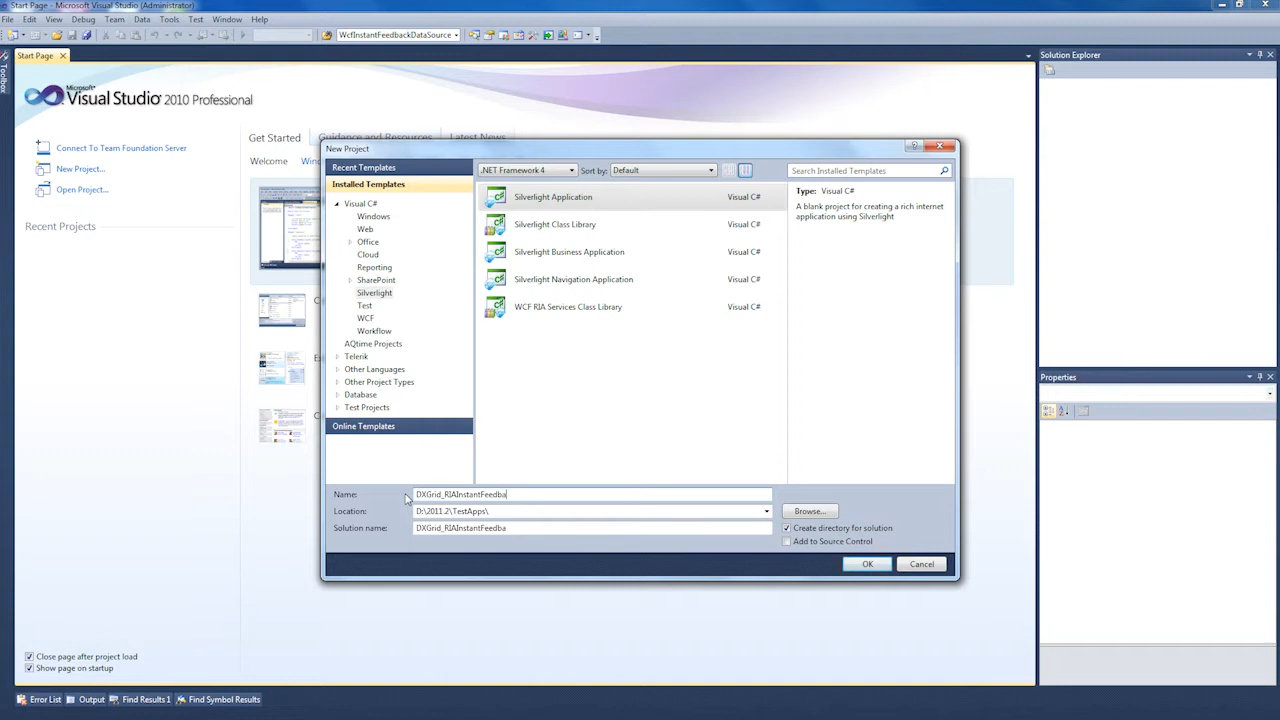 Start Page - Microsoft Visual Studio (Administrator)
File Edit View Debug Team Data Tools Test Window Help
WcfInstantFeedbackDataSource
Toolbox
Start Page
Solution Explorer
Microsoft
Visual Studio 2010 Professional
Connect To Team Foundation Server
New Project...
Open Project...
Recent Projects
Get Started Guidance and Resources Latest News
Welcome
New Project
Recent Templates
Installed Templates
Visual C#
Windows
Web
Office
Cloud
Reporting
SharePoint
Silverlight
Test
WCF
Workflow
AQtime Projects
Telerik
Other Languages
Other Project Types
Database
Test Projects
Online Templates
.NET Framework 4 Sort by: Default
Silverlight Application Visual C#
Silverlight Class Library Visual C#
Silverlight Business Application Visual C#
Silverlight Navigation Application Visual C#
WCF RIA Services Class Library Visual C#
Search Installed Templates
Type: Visual C#
A blank project for creating a rich internet
application using Silverlight
Name: DXGrid_RIAInstantFeedba
Location: D:\2011.2\TestApps\ Browse...
Solution name: DXGrid_RIAInstantFeedba Create directory for solution
Add to Source Control
OK Cancel
Properties
Close page after project load
Show page on startup
Error List Output Find Results 1 Find Symbol Results